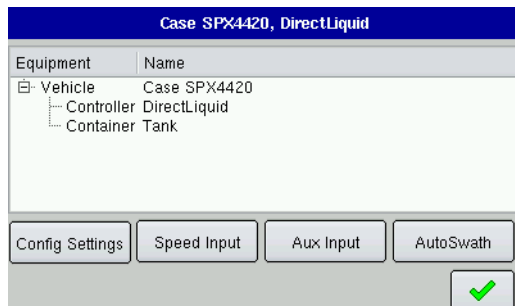 Case SPX4420, DirectLiquid
Equipment Name
Vehicle Case SPX4420
Controller DirectLiquid
Container Tank
Config Settings Speed Input Aux Input AutoSwath